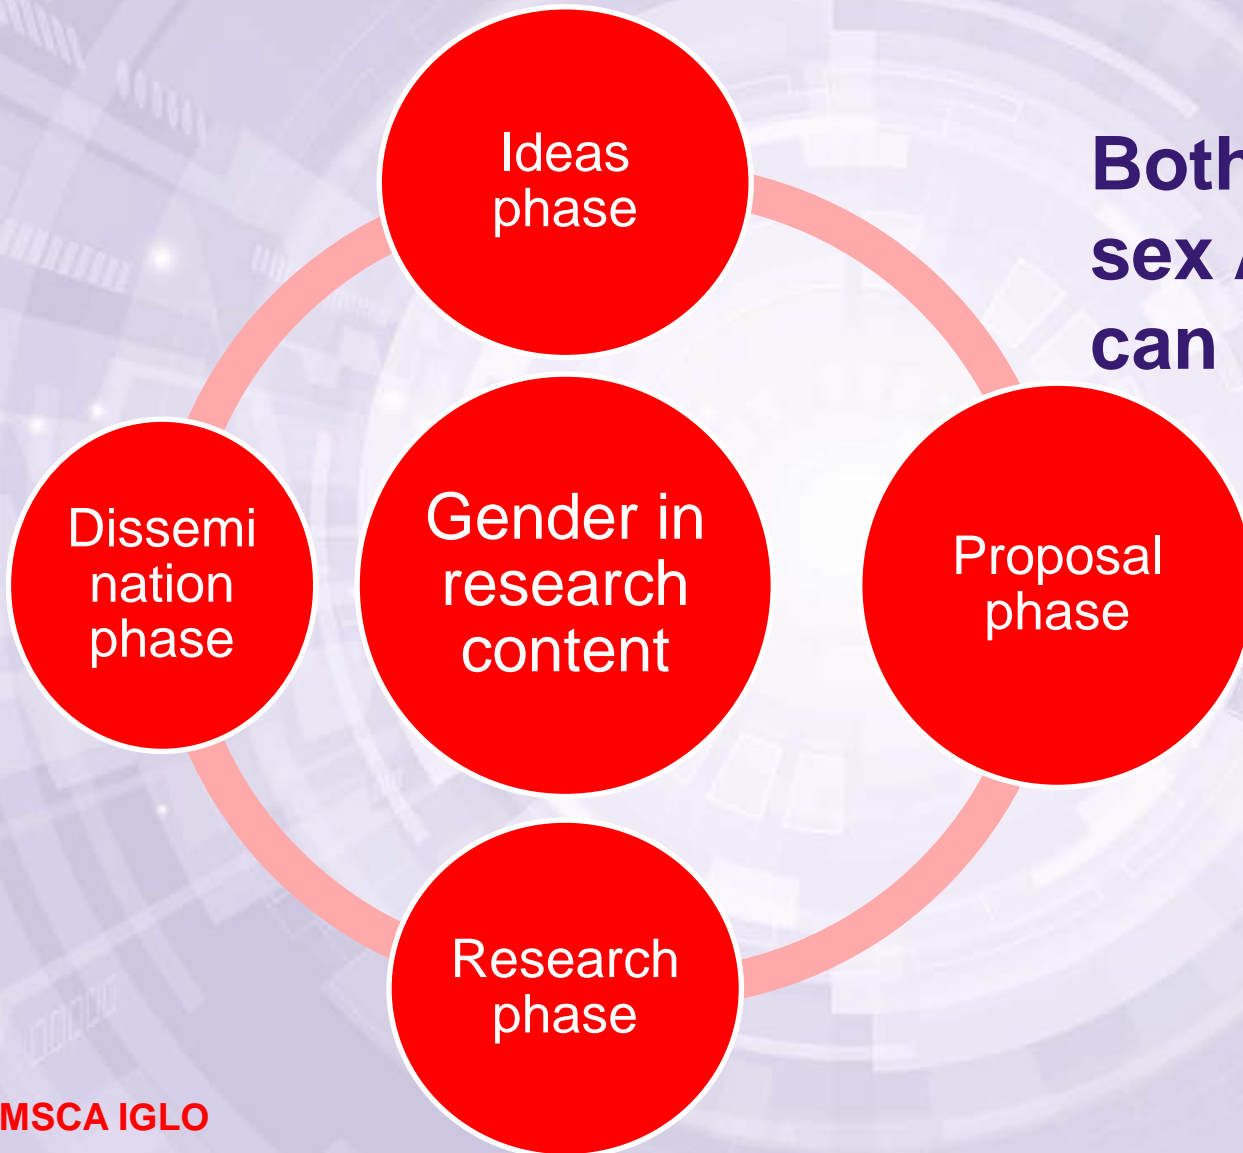 Ideas
phase
Both
sex
can
Gender in
research
content
Dissemi
nation
phase
Proposal
phase
Research
phase
MSCA IGLO